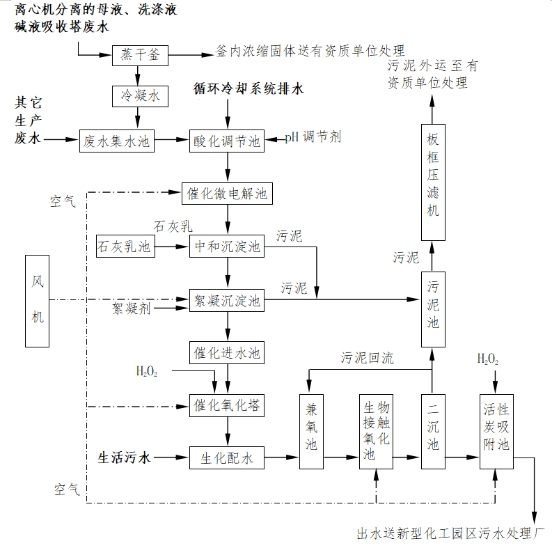 离心机分离的母液、洗涤液
碱液吸收塔废水
蒸干釜
釜内浓缩固体送有资质单位处理
污泥外运至有
资质单位处理
冷凝水
循环冷却系统排水
其它
生产
废水
废水集水池
酸化调节池
pH调节剂
板框压滤机
空气
催化微电解池
石灰乳
石灰乳池
中和沉淀池
污泥
污泥
风机
絮凝剂
絮凝沉淀池
污泥
污泥池
催化进水池
污泥回流
H₂O₂
H₂O₂
催化氧化塔
兼氧池
生物
接触
氧化
池
二沉池
活性
炭吸
附池
生活污水
生化配水
空气
出水送新型化工园区污水处理厂